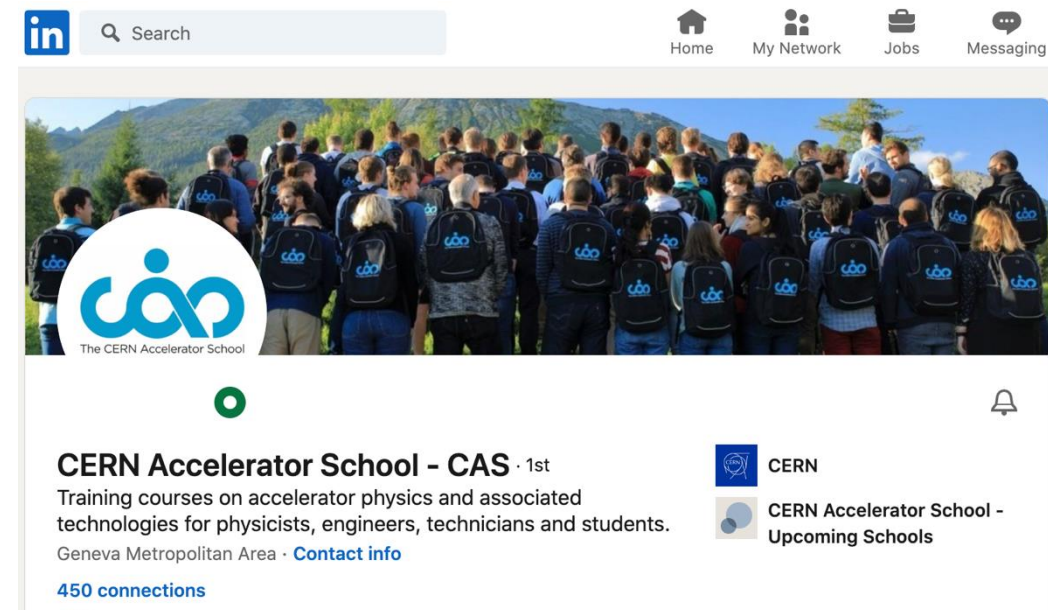 in
Search
Home
My Network
Jobs
Messaging
The CERN Accelerator School
CERN Accelerator School - CAS · 1st
Training courses on accelerator physics and associated
technologies for physicists, engineers, technicians and students.
Geneva Metropolitan Area · Contact info
450 connections
CERN
CERN
CERN Accelerator School -
Upcoming Schools